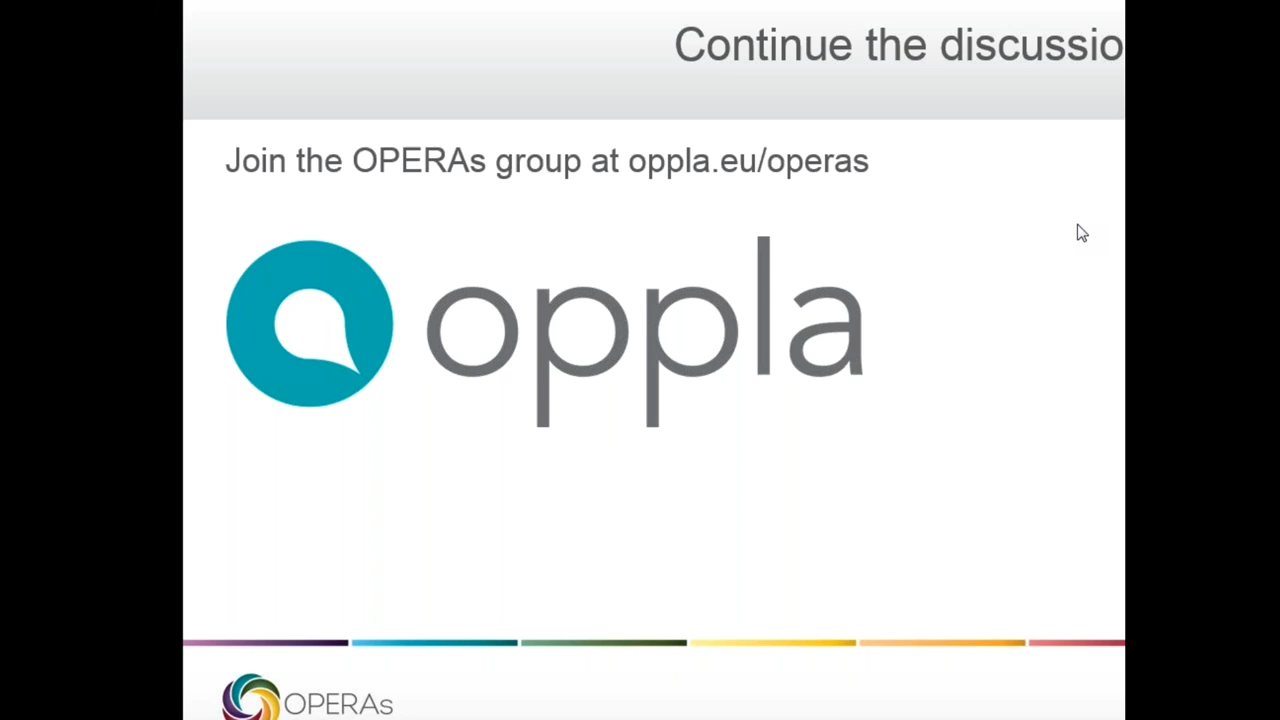 Continue the discussio
Join the OPERAs group at oppla.eu/operas
oppla
OPERAs